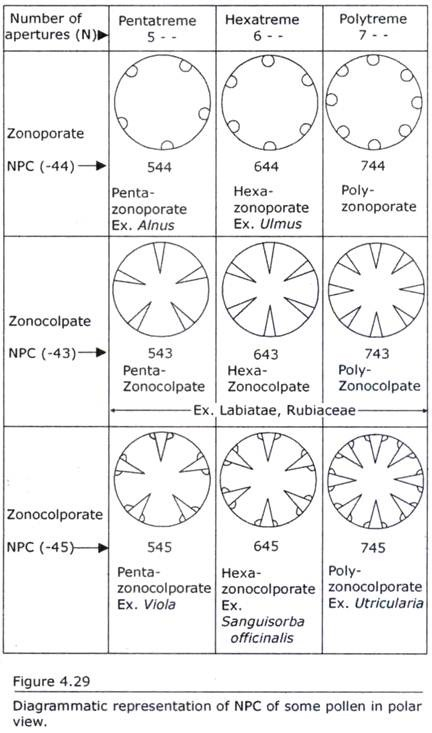 Number of apertures (N)▶
Pentatreme
5 - -
Hexatreme
6 - -
Polytreme
7 - -
Zonoporate
NPC (-44)
544
644
744
Penta-
zonoporate
Ex. Alnus
Hexa-
zonoporate
Ex. Ulmus
Poly-
zonoporate
Zonocolpate
NPC (-43)
543
643
743
Penta-
Zonocolpate
Hexa-
Zonocolpate
Poly-
Zonocolpate
Ex. Labiatae, Rubiaceae
Zonocolporate
NPC (-45)
545
645
745
Penta-
zonocolporate
Ex. Viola
Hexa-
zonocolporate
Ex.
Sanguisorba
officinalis
Poly-
zonocolporate
Ex. Utricularia
Figure 4.29
Diagrammatic representation of NPC of some pollen in polar
view.